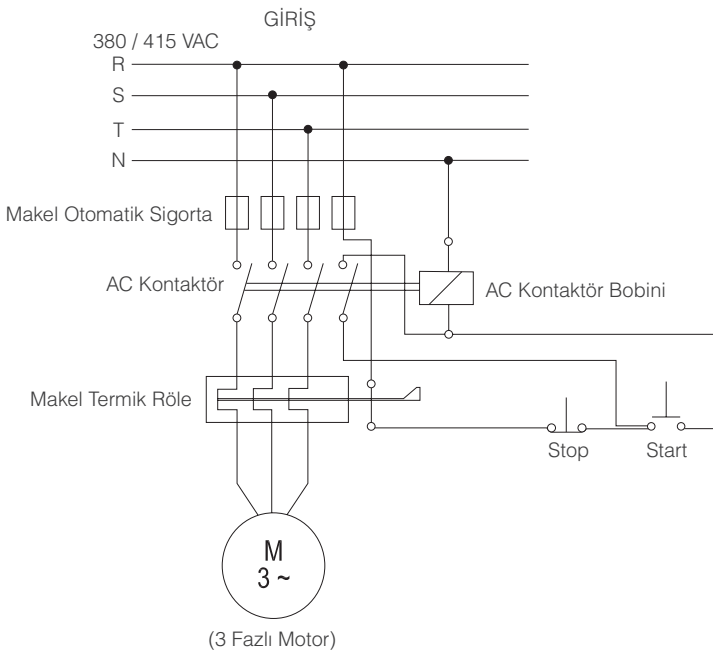 GİRİŞ
380 / 415 VAC
R
S
T
N
Makel Otomatik Sigorta
AC Kontaktör
AC Kontaktör Bobini
Makel Termik Röle
Stop
Start
M
3 ~
(3 Fazlı Motor)